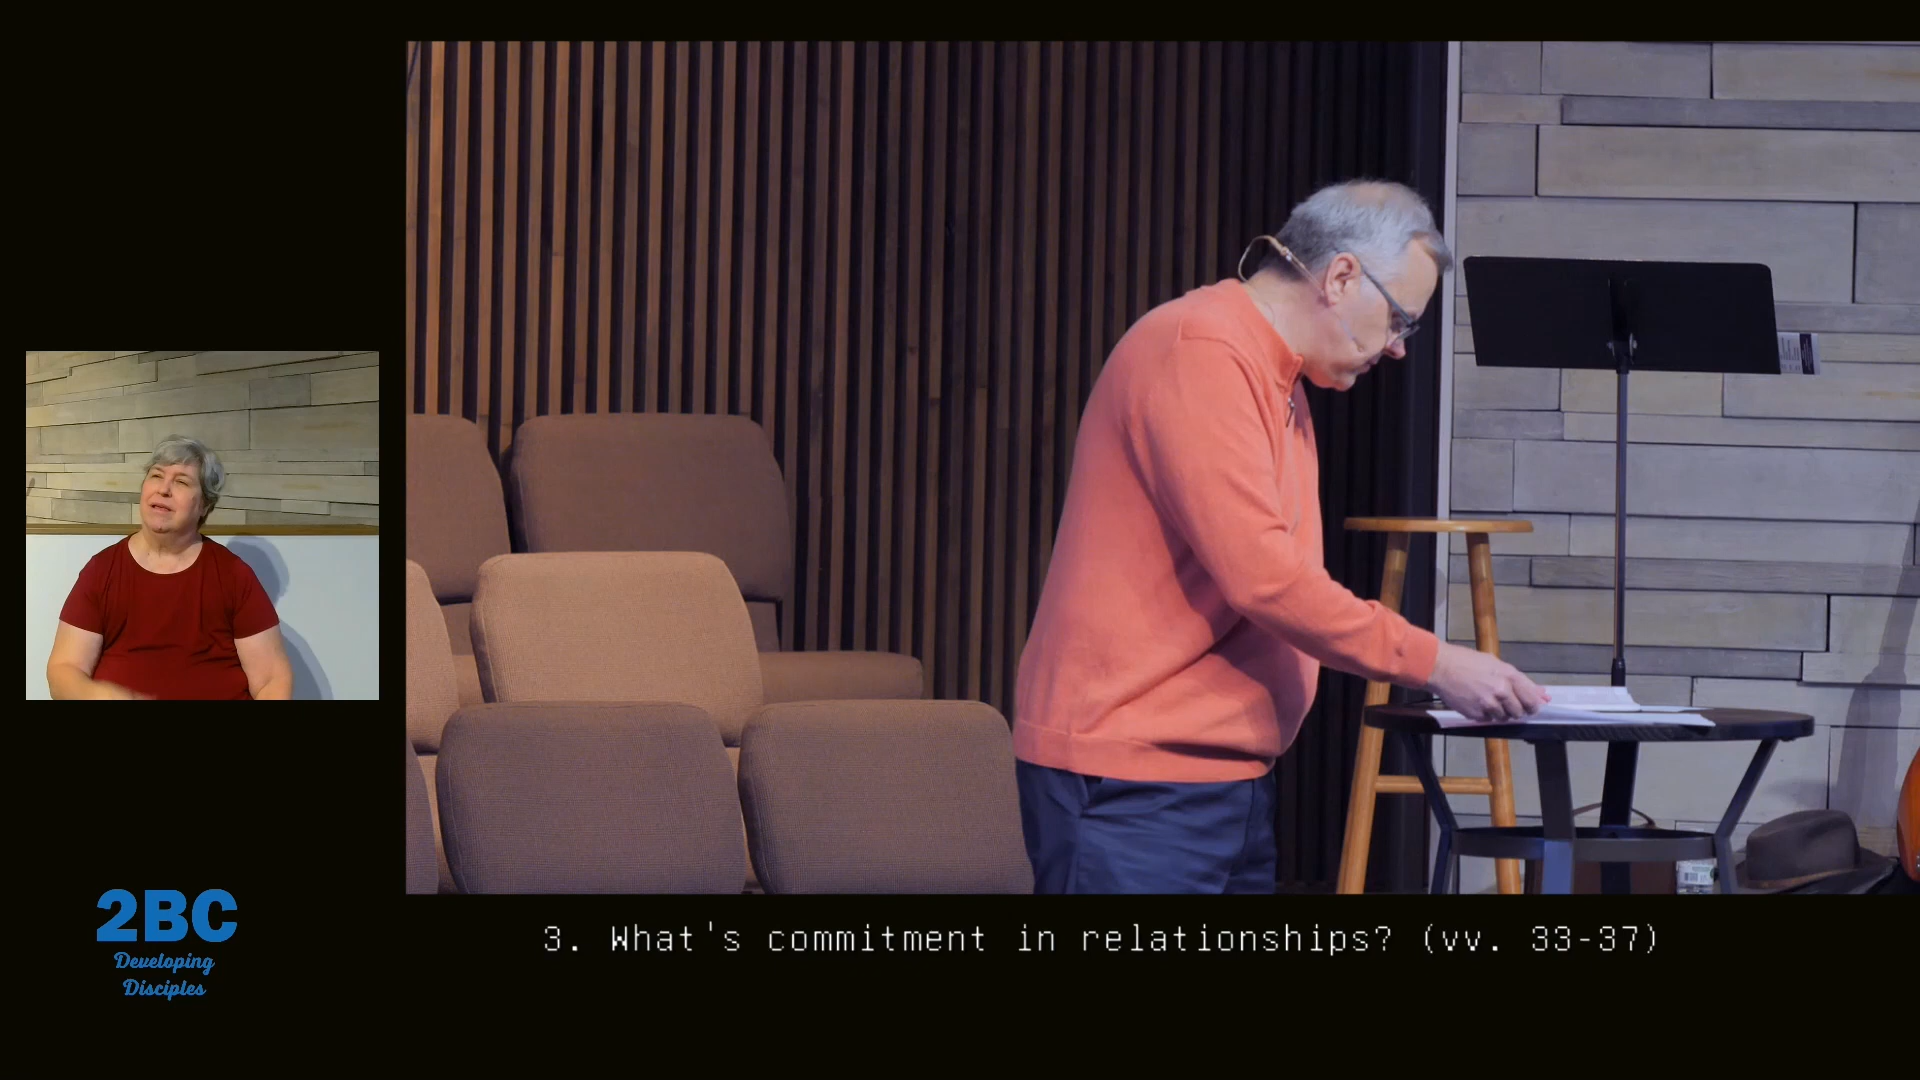 2BC
Developing
Disciples
3. What's commitment in relationships? (vv. 33-37)